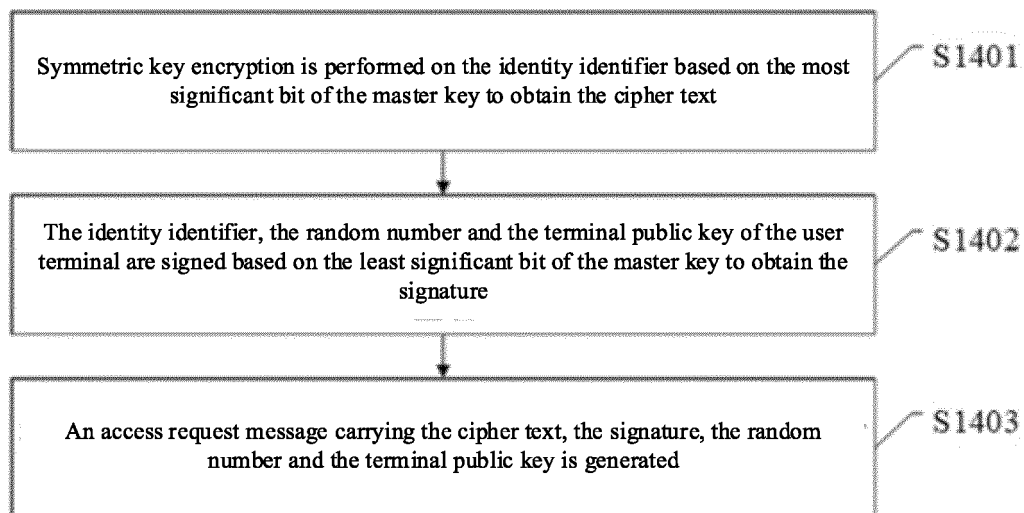 Symmetric key encryption is performed on the identity identifier based on the most
significant bit of the master key to obtain the cipher text
S1401
The identity identifier, the random number and the terminal public key of the user
terminal are signed based on the least significant bit of the master key to obtain the
signature
S1402
An access request message carrying the cipher text, the signature, the random
number and the terminal public key is generated
S1403